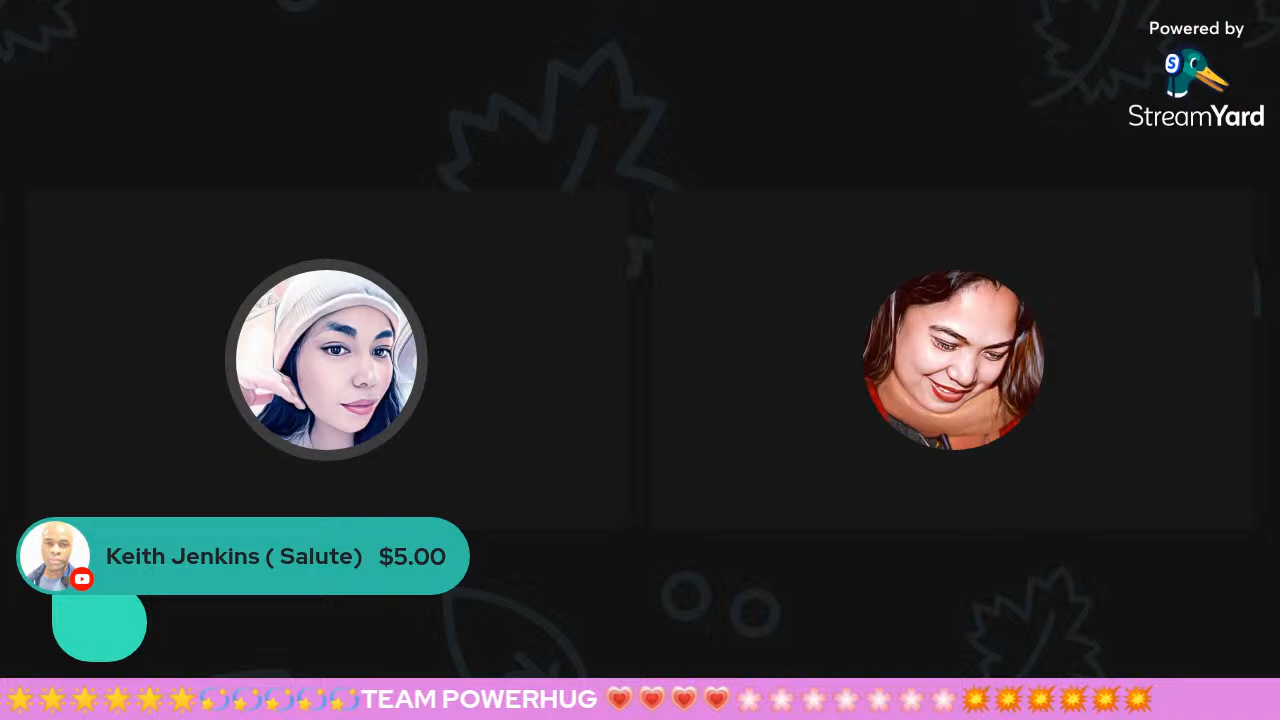 Powered by
S
StreamYard
Keith Jenkins ( Salute) $5.00
🌟🌟🌟🌟🌟🌟💫💫💫💫💫TEAM POWERHUG 💗💗💗💗🌸🌸🌸🌸🌸🌸🌸💥💥💥💥💥💥